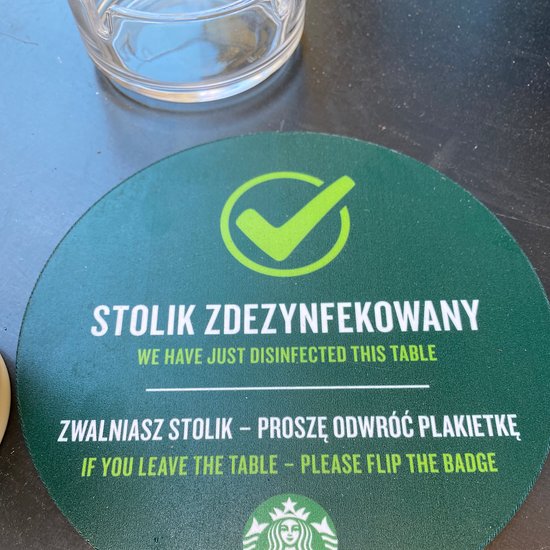 STOLIK ZDEZYNFEKOWANY
WE HAVE JUST DISINFECTED THIS TABLE
ZWALNIASZ STOLIK – PROSZĘ ODWRÓĆ PLAKIETKĘ
IF YOU LEAVE THE TABLE – PLEASE FLIP THE BADGE